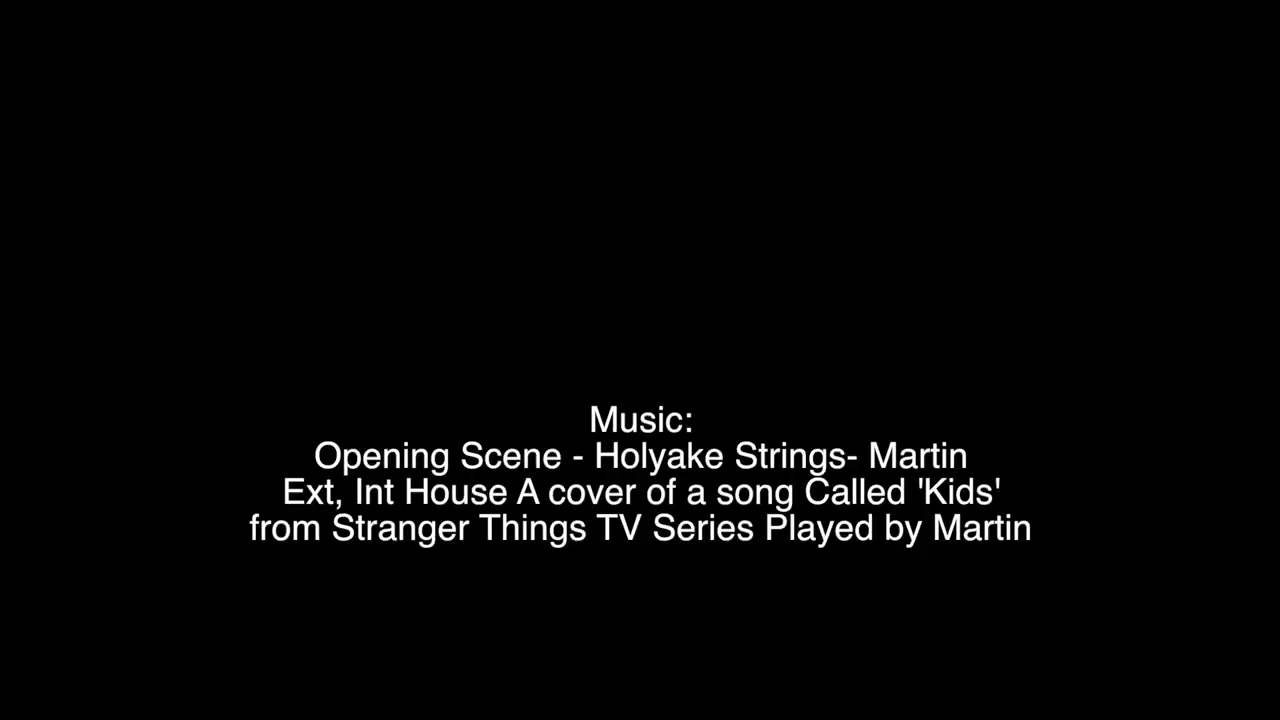 Music:
Opening Scene - Holyake Strings- Martin
Ext, Int House A cover of a song Called 'Kids'
from Stranger Things TV Series Played by Martin